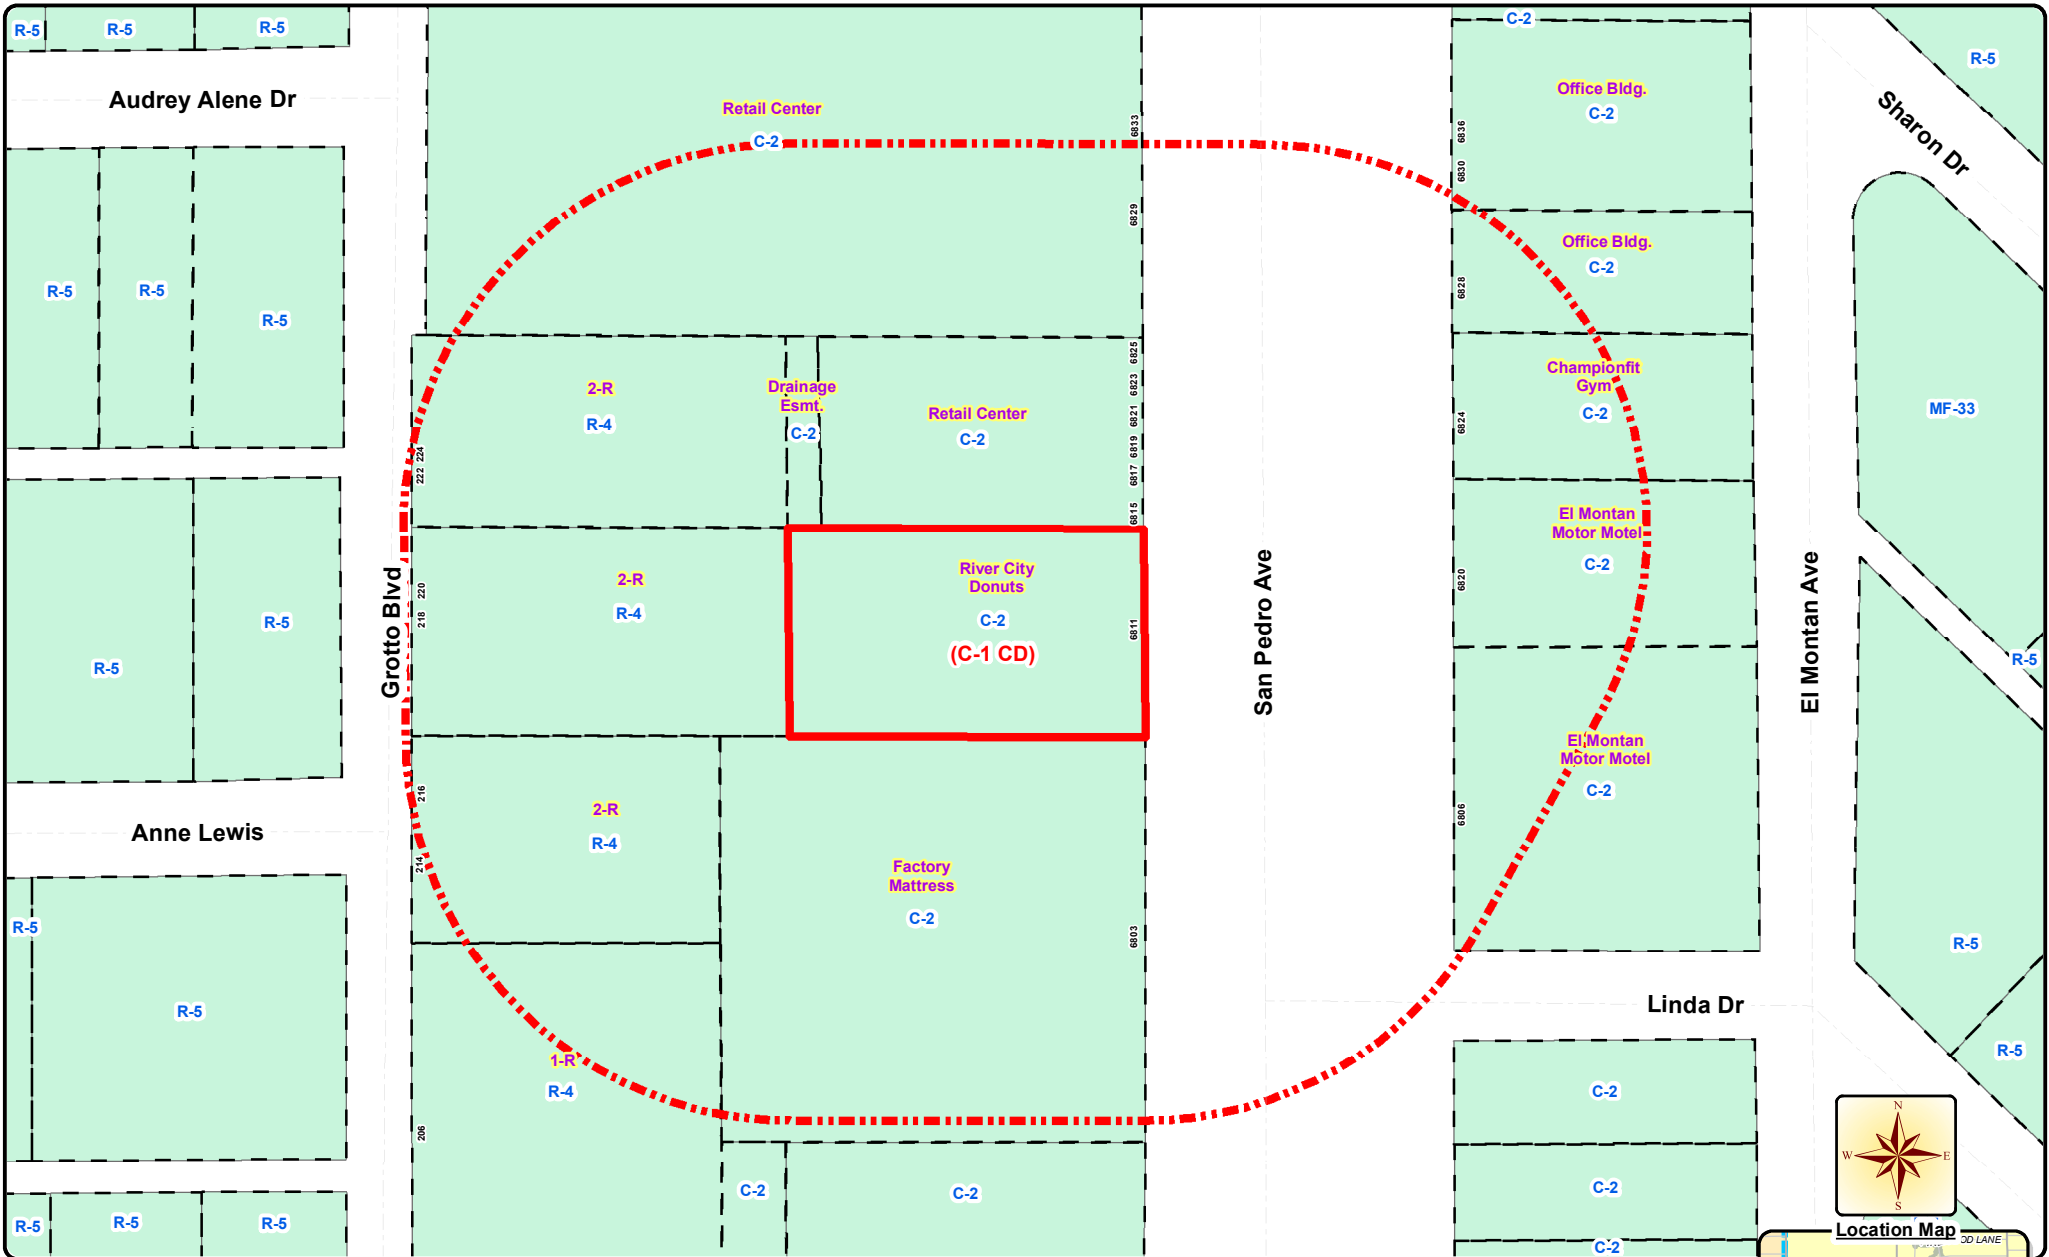 R-5
R-5
R-5
C-2
R-5
Audrey Alene Dr
Retail Center
C-2
6833
6829
Office Bldg.
C-2
6836
6830
Sharon Dr
R-5
R-5
R-5
Office Bldg.
C-2
6828
2-R
R-4
224
222
Drainage
Esmt.
C-2
Retail Center
C-2
6825
6823
6821
6819
6817
6815
Championfit
Gym
C-2
6824
MF-33
El Montan
Motor Motel
C-2
6820
R-5
R-5
Grotto Blvd
2-R
R-4
220
218
River City
Donuts
C-2
(C-1 CD)
6811
San Pedro Ave
El Montan Ave
R-5
El Montan
Motor Motel
C-2
6806
Anne Lewis
2-R
R-4
216
214
Factory
Mattress
C-2
6803
R-5
R-5
R-5
Linda Dr
1-R
R-4
206
R-5
C-2
C-2
C-2
C-2
C-2
R-5
R-5
R-5
N
W
E
S
Location Map
OD LANE